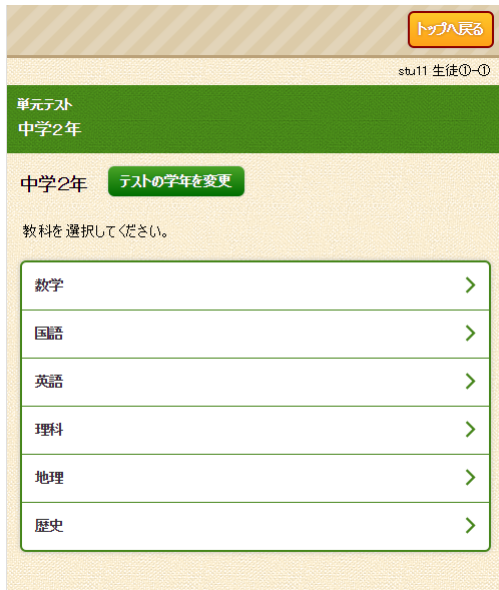 トップへ戻る
stu11 生徒①-①
単元テスト
中学2年
中学2年 テストの学年を変更
教科を選択してください。
数学
国語
英語
理科
地理
歴史